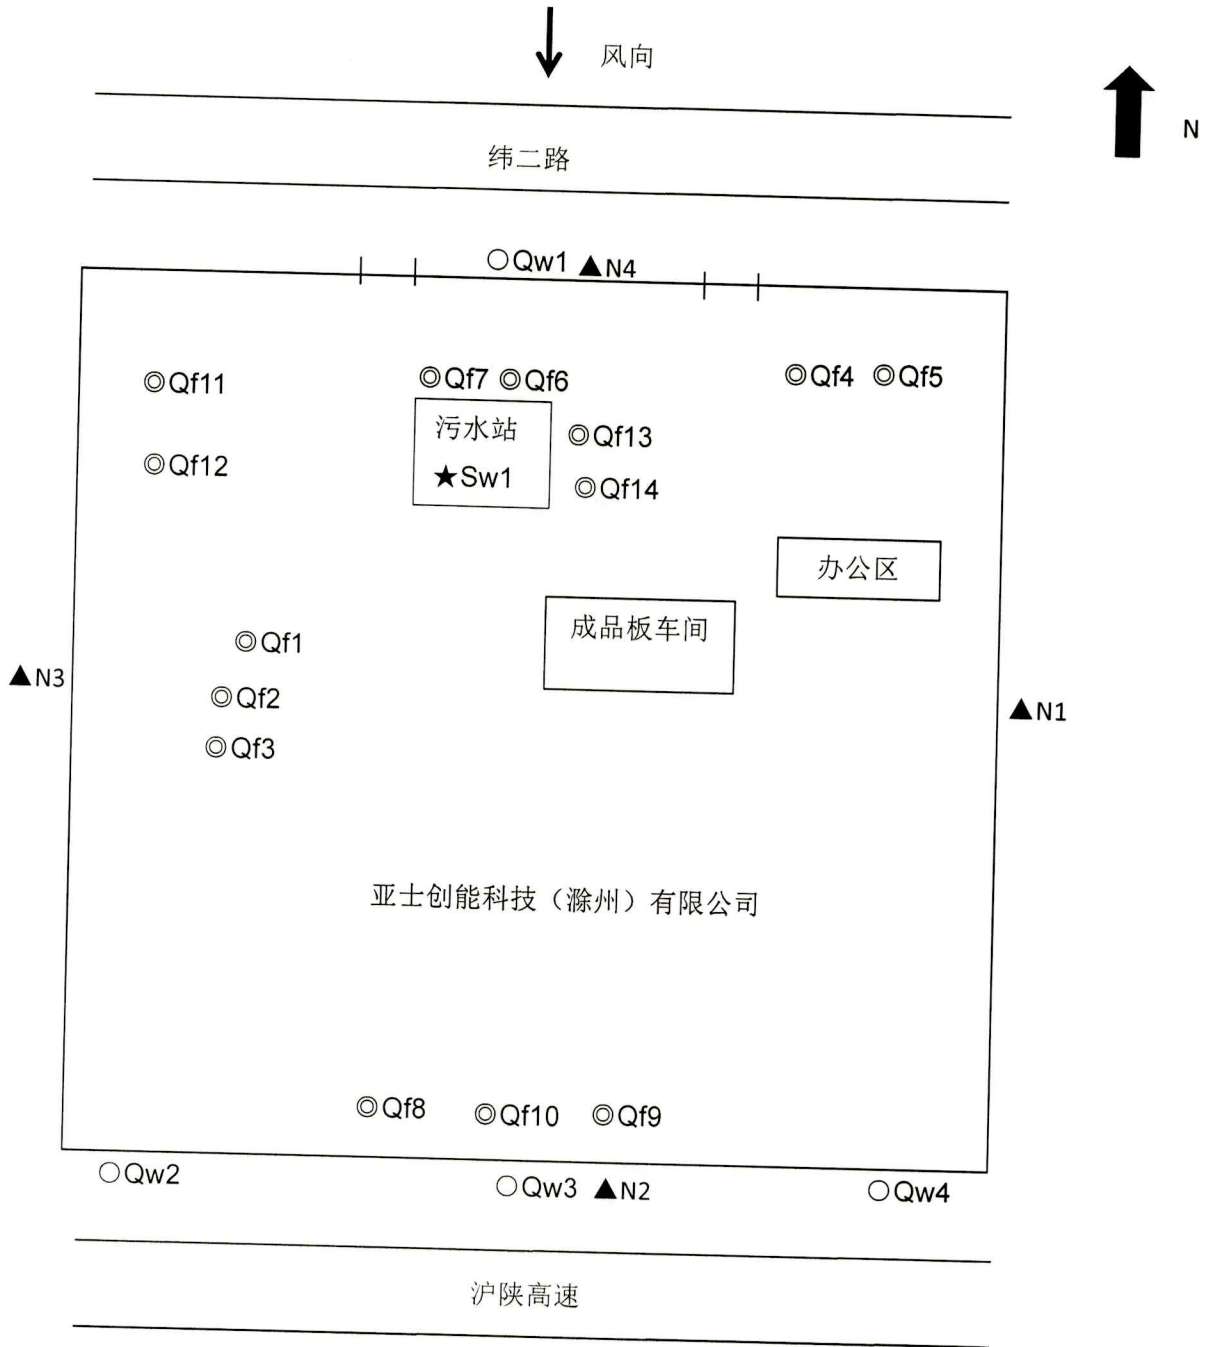 风向
N
纬二路
○Qw1 ▲N4
◎Qf11
◎Qf7 ◎Qf6
◎Qf4 ◎Qf5
污水站
◎Qf13
◎Qf12
★Sw1
◎Qf14
办公区
成品板车间
◎Qf1
▲N3
◎Qf2
▲N1
◎Qf3
亚士创能科技（滁州）有限公司
◎Qf8 ◎Qf10 ◎Qf9
○Qw2
○Qw3 ▲N2
○Qw4
沪陕高速